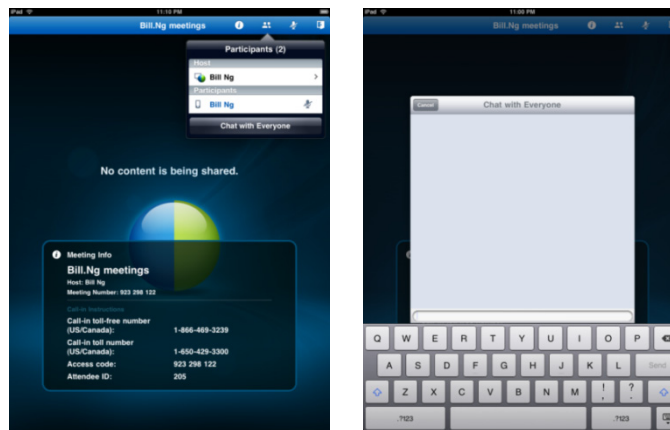 iPad
11:10 PM
Bill.Ng meetings
Participants (2)
Host
Bill Ng
Participants
Bill Ng
Chat with Everyone
No content is being shared.
Meeting Info
Bill.Ng meetings
Host: Bill Ng
Meeting Number: 923 298 122
Call-in Instructions
Call-in toll-free number
(US/Canada): 1-866-469-3239
Call-in toll number
(US/Canada): 1-650-429-3300
Access code: 923 298 122
Attendee ID: 205
iPad
Bill.Ng meetings
Cancel Chat with Everyone
Q W E R T Y U I O P
A S D F G H J K L Send
Z X C V B N M ! , ? .
.?123 .?123